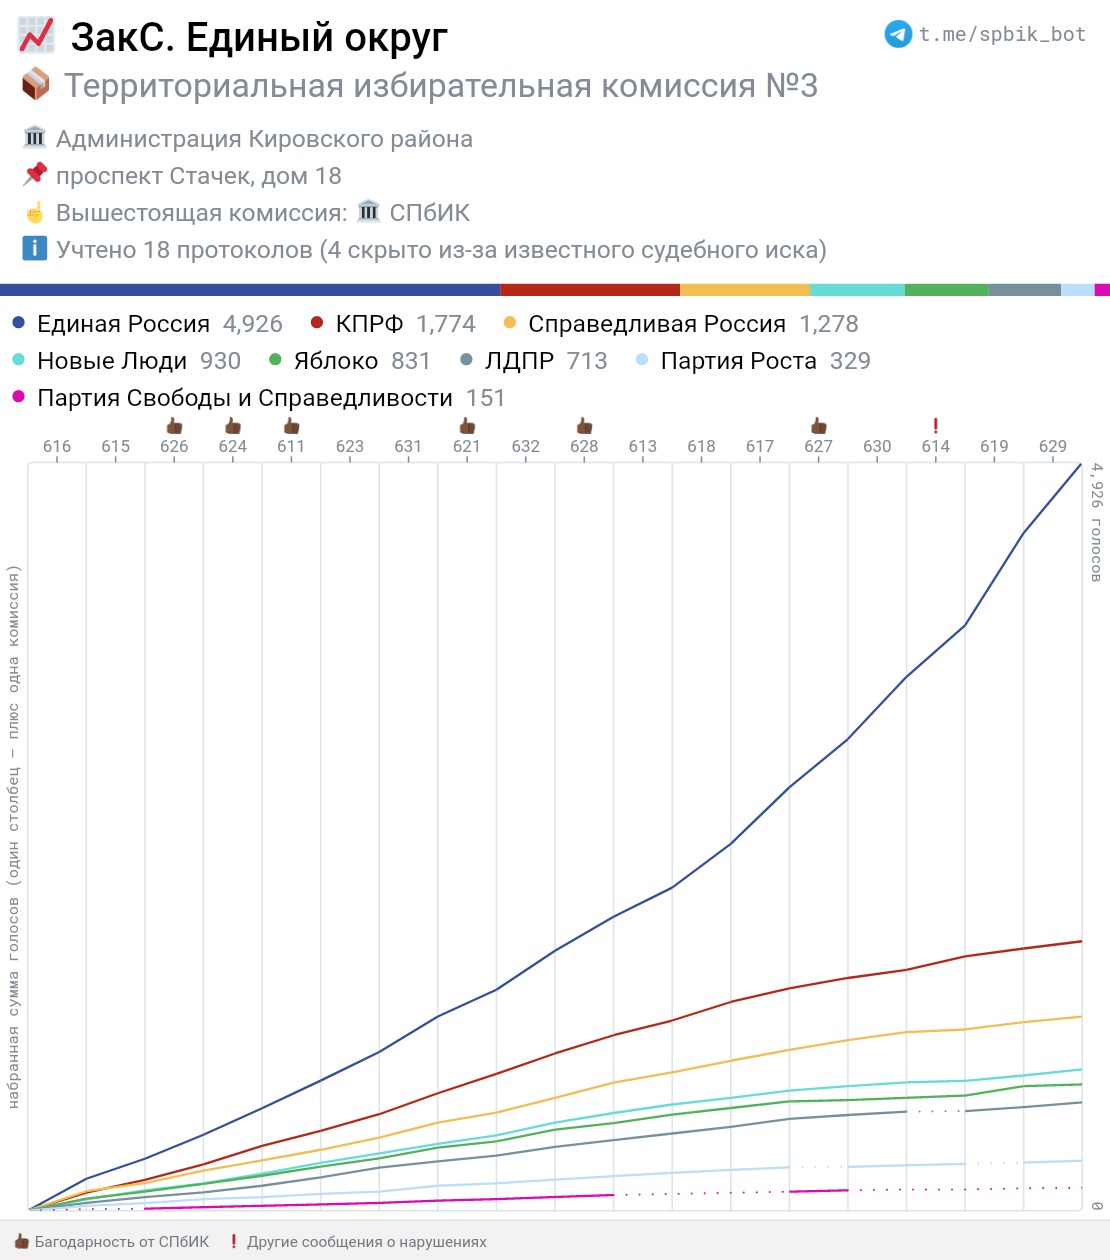 ЗакС. Единый округ
t.me/spbik_bot
Территориальная избирательная комиссия №3
Администрация Кировского района
проспект Стачек, дом 18
Вышестоящая комиссия: СПбИК
Учтено 18 протоколов (4 скрыто из-за известного судебного иска)
Единая Россия 4,926 КПРФ 1,774 Справедливая Россия 1,278
Новые Люди 930 Яблоко 831 ЛДПР 713 Партия Роста 329
Партия Свободы и Справедливости 151
616 615 626 624 611 623 631 621 632 628 613 618 617 627 630 614 619 629
4,926 голосов
набранная сумма голосов (один столбец – плюс одна комиссия)
0
Багодарность от СПбИК Другие сообщения о нарушениях